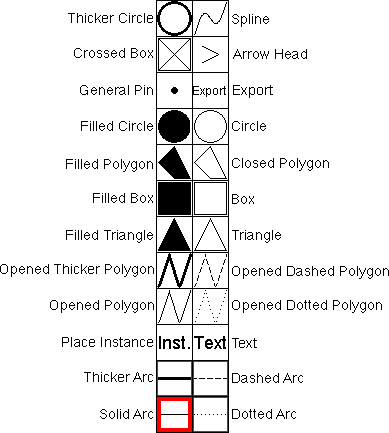 Thicker Circle Spline
Crossed Box Arrow Head
General Pin Export Export
Filled Circle Circle
Filled Polygon Closed Polygon
Filled Box Box
Filled Triangle Triangle
Opened Thicker Polygon Opened Dashed Polygon
Opened Polygon Opened Dotted Polygon
Place Instance Inst. Text Text
Thicker Arc Dashed Arc
Solid Arc Dotted Arc